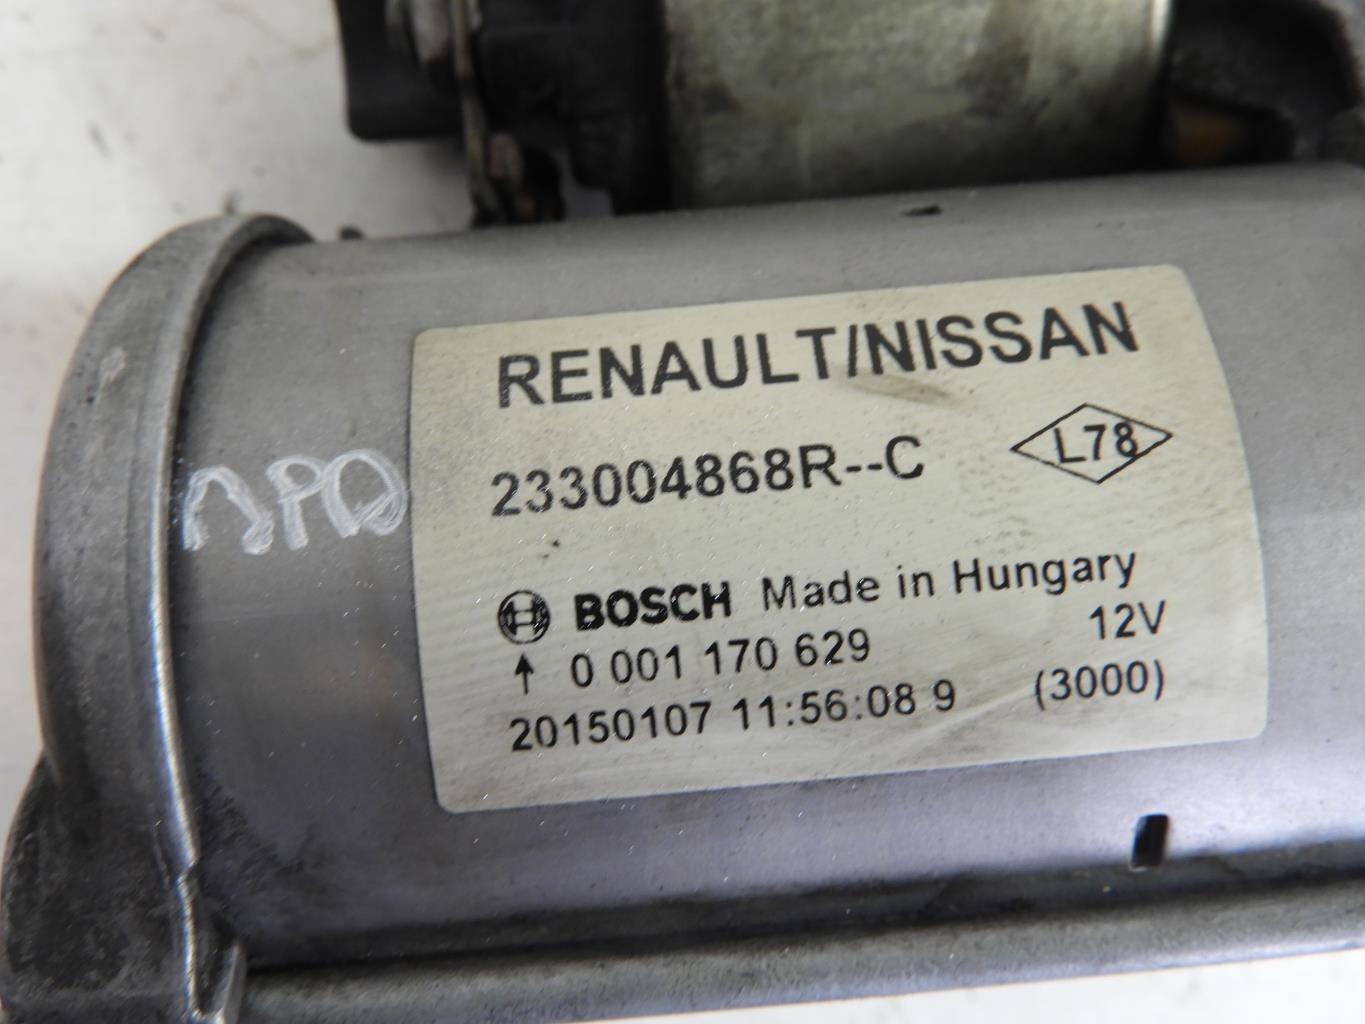 RENAULT/NISSAN
233004868R--C
L78
BOSCH Made in Hungary
0 001 170 629 12V
20150107 11:56:08 9 (3000)